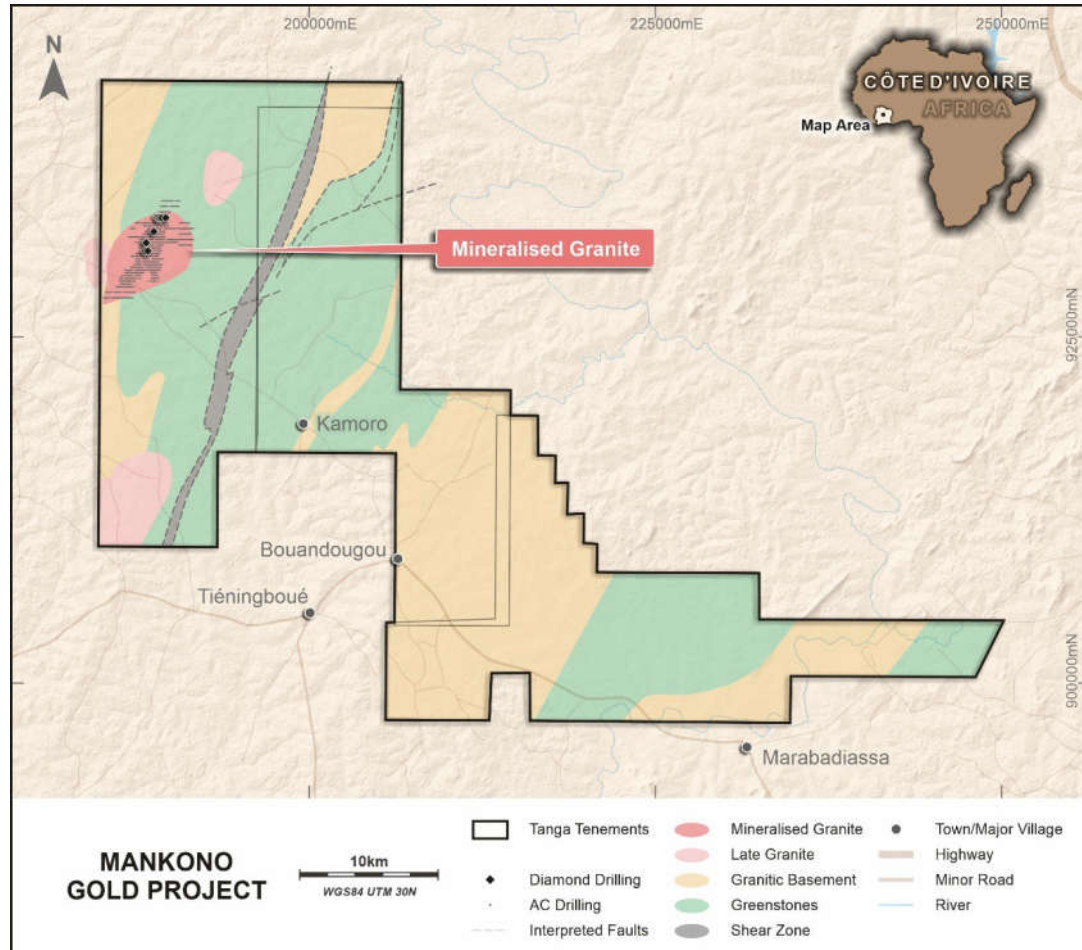 200000mE
225000mE
250000mE
N
CÔTE D'IVOIRE
AFRICA
Map Area
Mineralised Granite
925000mN
Kamoro
Bouandougou
Tiéningboué
900000mN
Marabadiassa
MANKONO
GOLD PROJECT
10km
WGS84 UTM 30N
Tanga Tenements
Diamond Drilling
AC Drilling
Interpreted Faults
Mineralised Granite
Late Granite
Granitic Basement
Greenstones
Shear Zone
Town/Major Village
Highway
Minor Road
River